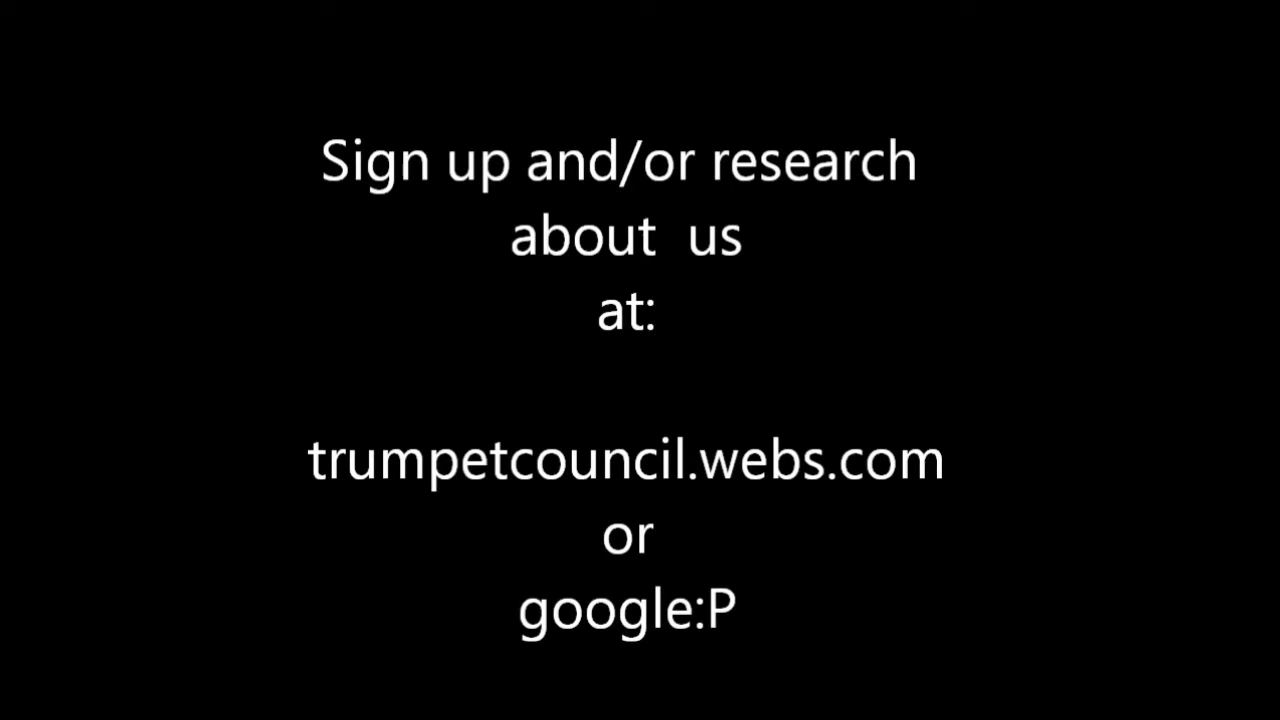 Sign up and/or research
about  us
at:
trumpetcouncil.webs.com
or
google:P